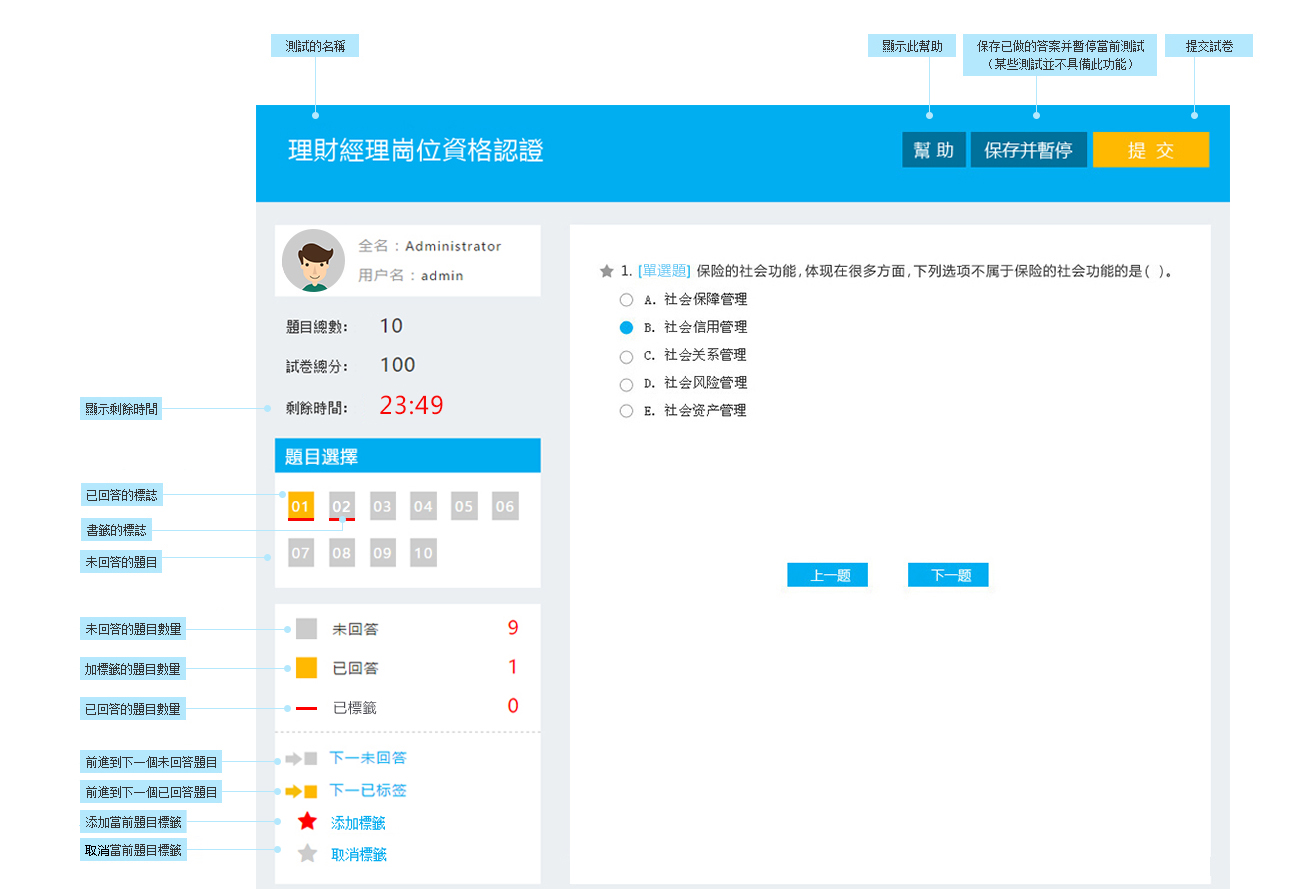 測試的名稱
顯示此幫助
保存已做的答案并暫停當前測試
（某些測試並不具備此功能）
提交試卷
理財經理崗位資格認證
幫 助
保存并暫停
提 交
全名：Administrator
用户名：admin
題目總數： 10
試卷總分： 100
顯示剩餘時間
剩餘時間： 23:49
題目選擇
已回答的標誌
01 02 03 04 05 06
書籤的標誌
未回答的題目
07 08 09 10
未回答的題目數量
未回答 9
加標籤的題目數量
已回答 1
已回答的題目數量
已標籤 0
前進到下一個未回答題目
下一未回答
前進到下一個已回答題目
下一已标签
添加當前題目標籤
添加標籤
取消當前題目標籤
取消標籤
1. [單選題] 保险的社会功能,体现在很多方面,下列选项不属于保险的社会功能的是( )。
A. 社会保障管理
B. 社会信用管理
C. 社会关系管理
D. 社会风险管理
E. 社会资产管理
上一题
下一题